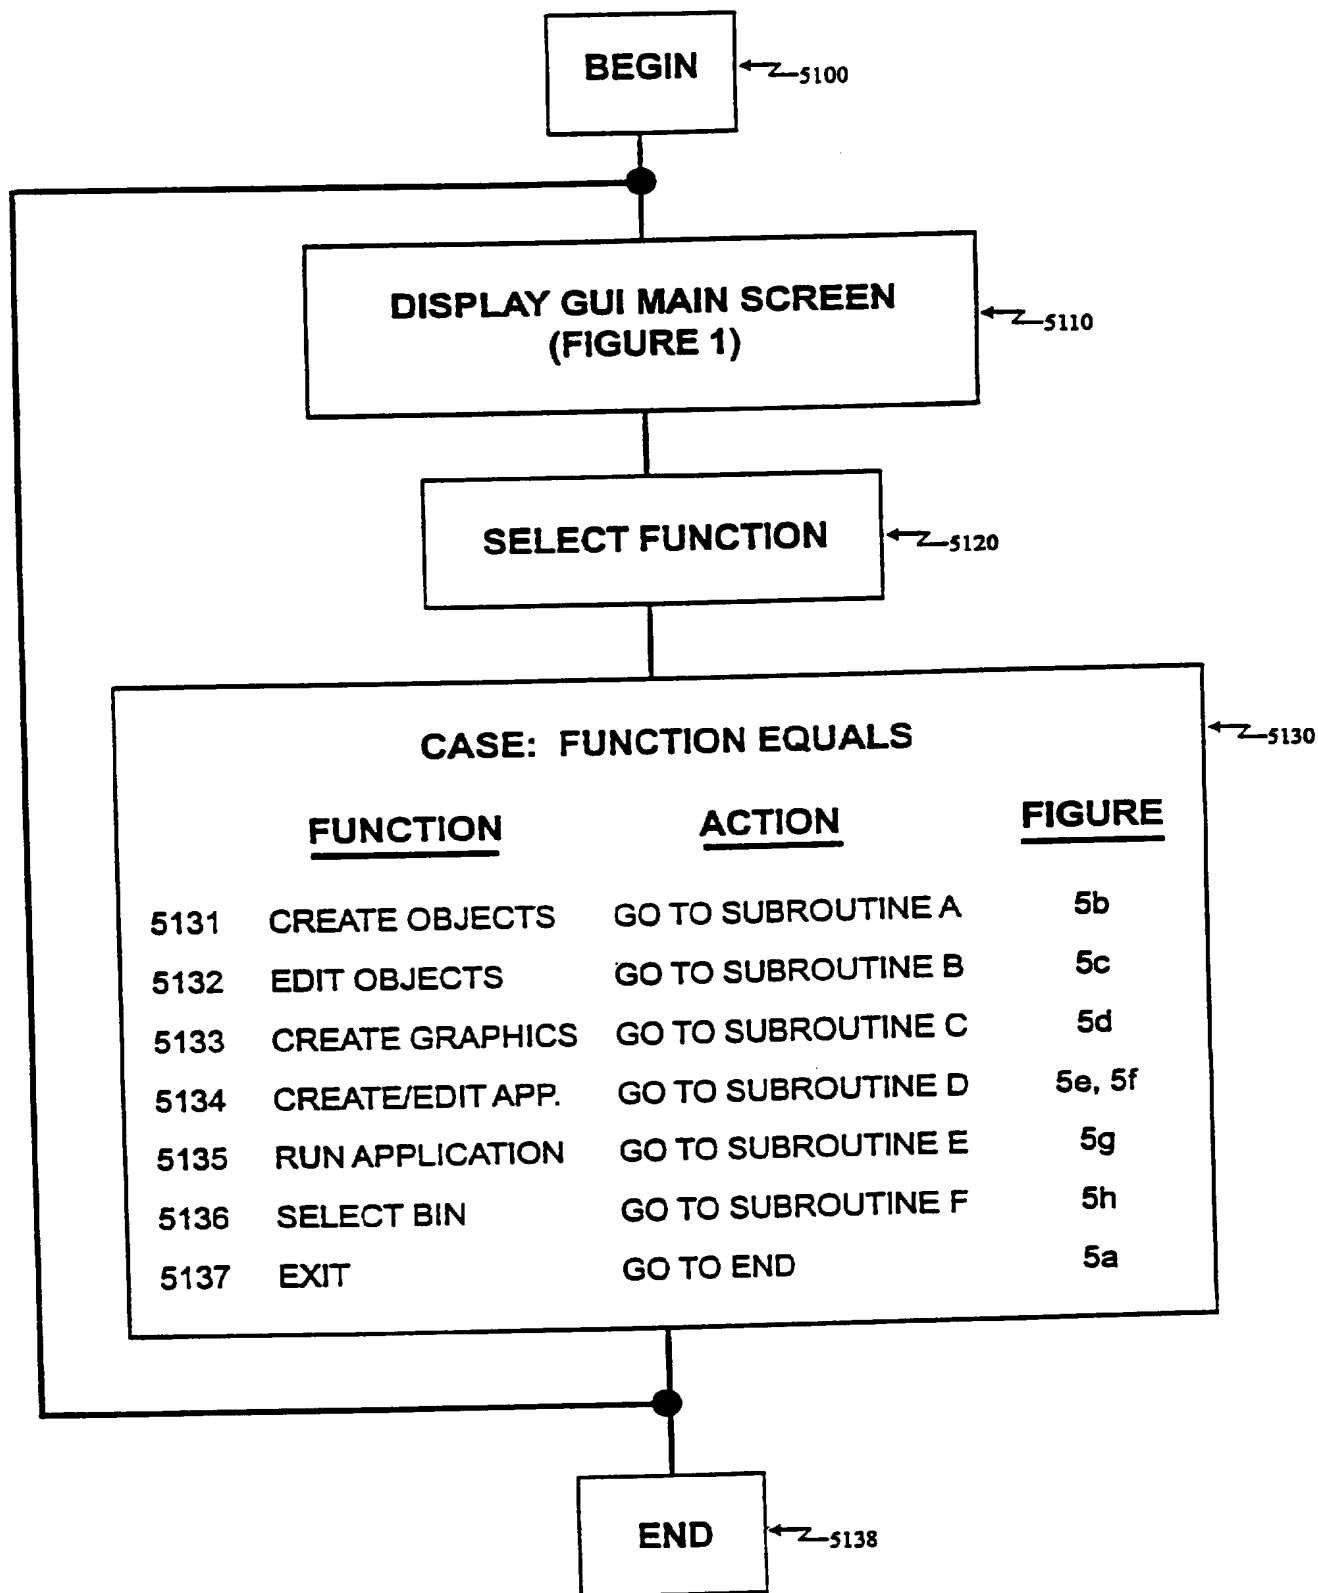 BEGIN
5100
DISPLAY GUI MAIN SCREEN
(FIGURE 1)
5110
SELECT FUNCTION
5120
CASE: FUNCTION EQUALS
5130
FUNCTION ACTION FIGURE
5131 CREATE OBJECTS GO TO SUBROUTINE A 5b
5132 EDIT OBJECTS GO TO SUBROUTINE B 5c
5133 CREATE GRAPHICS GO TO SUBROUTINE C 5d
5134 CREATE/EDIT APP. GO TO SUBROUTINE D 5e, 5f
5135 RUN APPLICATION GO TO SUBROUTINE E 5g
5136 SELECT BIN GO TO SUBROUTINE F 5h
5137 EXIT GO TO END 5a
END
5138